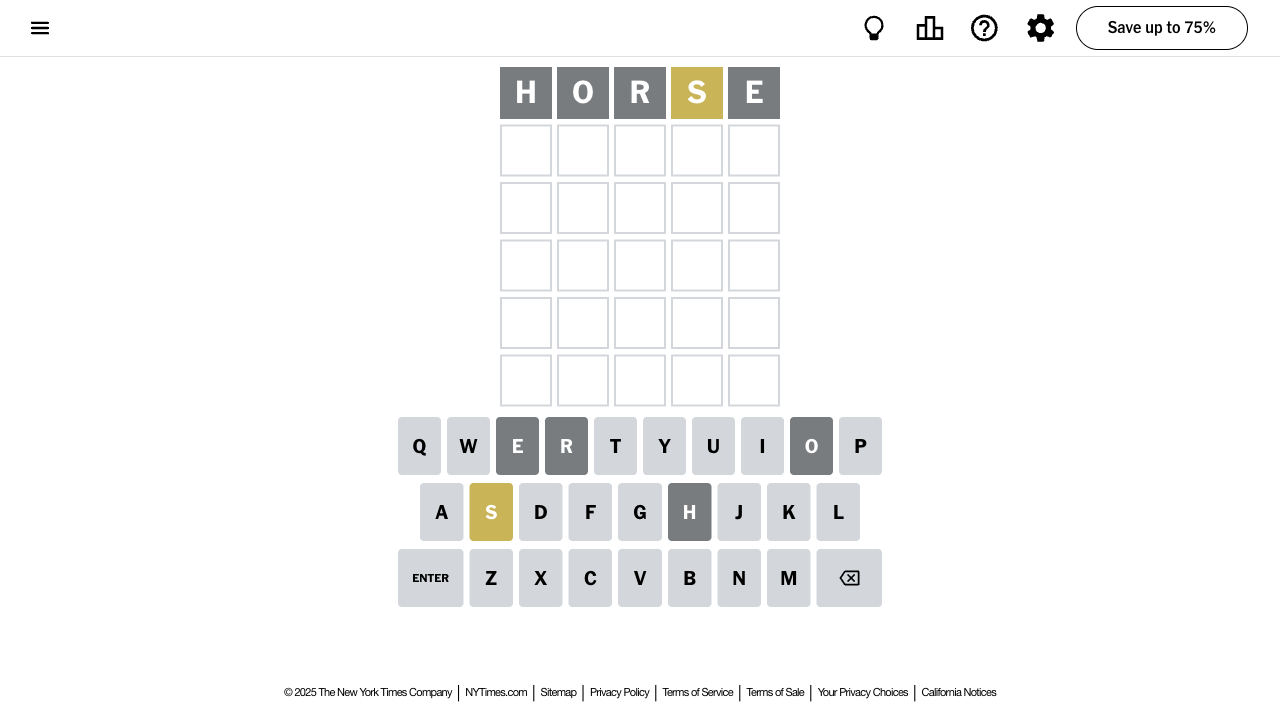 Save up to 75%
H O R S E
Q W E R T Y U I O P
A S D F G H J K L
ENTER Z X C V B N M
© 2025 The New York Times Company | NYTimes.com | Sitemap | Privacy Policy | Terms of Service | Terms of Sale | Your Privacy Choices | California Notices